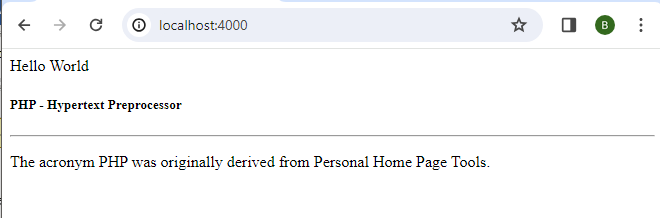 localhost:4000
B
Hello World
PHP - Hypertext Preprocessor
The acronym PHP was originally derived from Personal Home Page Tools.